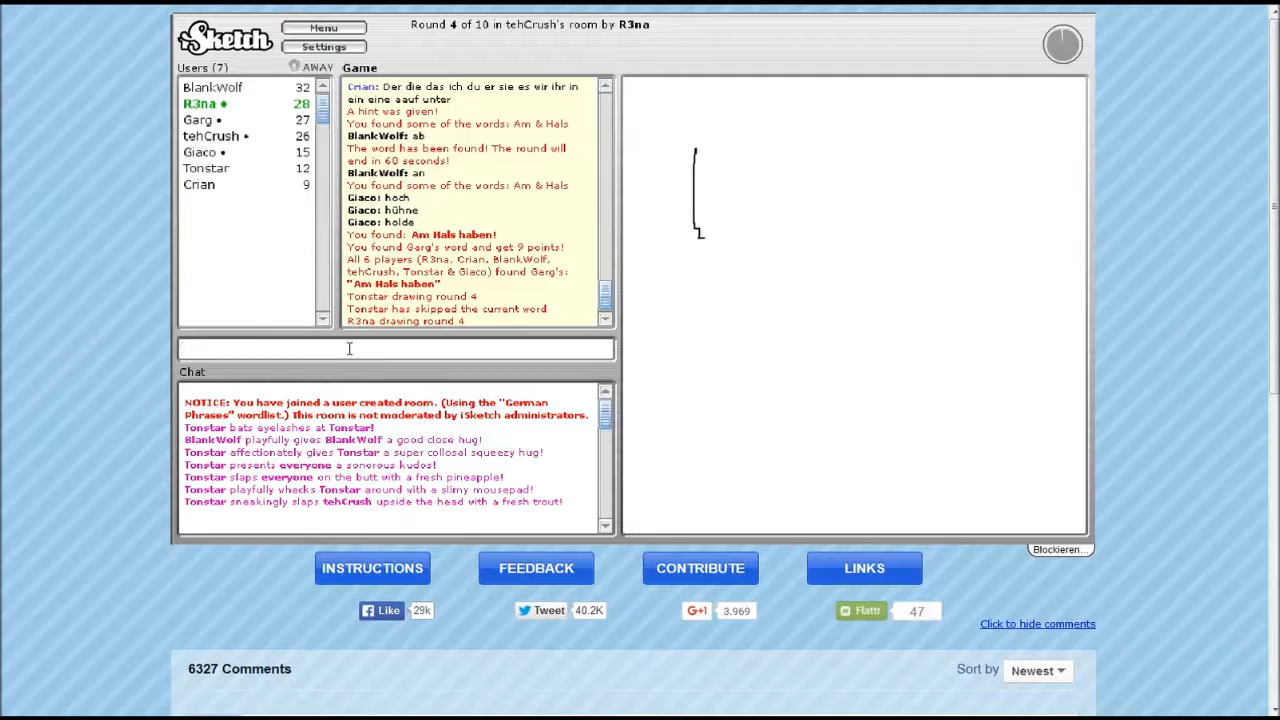 iSketch
Menu
Settings
Round 4 of 10 in tehCrush's room by R3na
Users (7)
AWAY
Game
BlankWolf 32
R3na • 28
Garg • 27
tehCrush • 26
Giaco • 15
Tonstar 12
Crian 9
Crian: Der die das ich du er sie es wir ihr in
ein eine aauf unter
A hint was given!
You found some of the words: Am & Hals
BlankWolf: ab
The word has been found! The round will
end in 60 seconds!
BlankWolf: an
You found some of the words: Am & Hals
Giaco: hoch
Giaco: hühne
Giaco: holde
You found: Am Hals haben!
You found Garg's word and get 9 points!
All 6 players (R3na, Crian, BlankWolf,
tehCrush, Tonstar & Giaco) found Garg's:
"Am Hals haben"
Tonstar drawing round 4
Tonstar has skipped the current word
R3na drawing round 4
Chat
NOTICE: You have joined a user created room. (Using the "German
Phrases" wordlist.) This room is not moderated by iSketch administrators.
Tonstar bats eyelashes at Tonstar!
BlankWolf playfully gives BlankWolf a good close hug!
Tonstar affectionately gives Tonstar a super collosal squeezy hug!
Tonstar presents everyone a sonorous kudos!
Tonstar slaps everyone on the butt with a fresh pineapple!
Tonstar playfully whacks Tonstar around with a slimy mousepad!
Tonstar sneakingly slaps tehCrush upside the head with a fresh trout!
Blockieren...
INSTRUCTIONS
FEEDBACK
CONTRIBUTE
LINKS
Like 29k
Tweet 40.2K
G+1 3.969
Flattr 47
Click to hide comments
6327 Comments
Sort by Newest